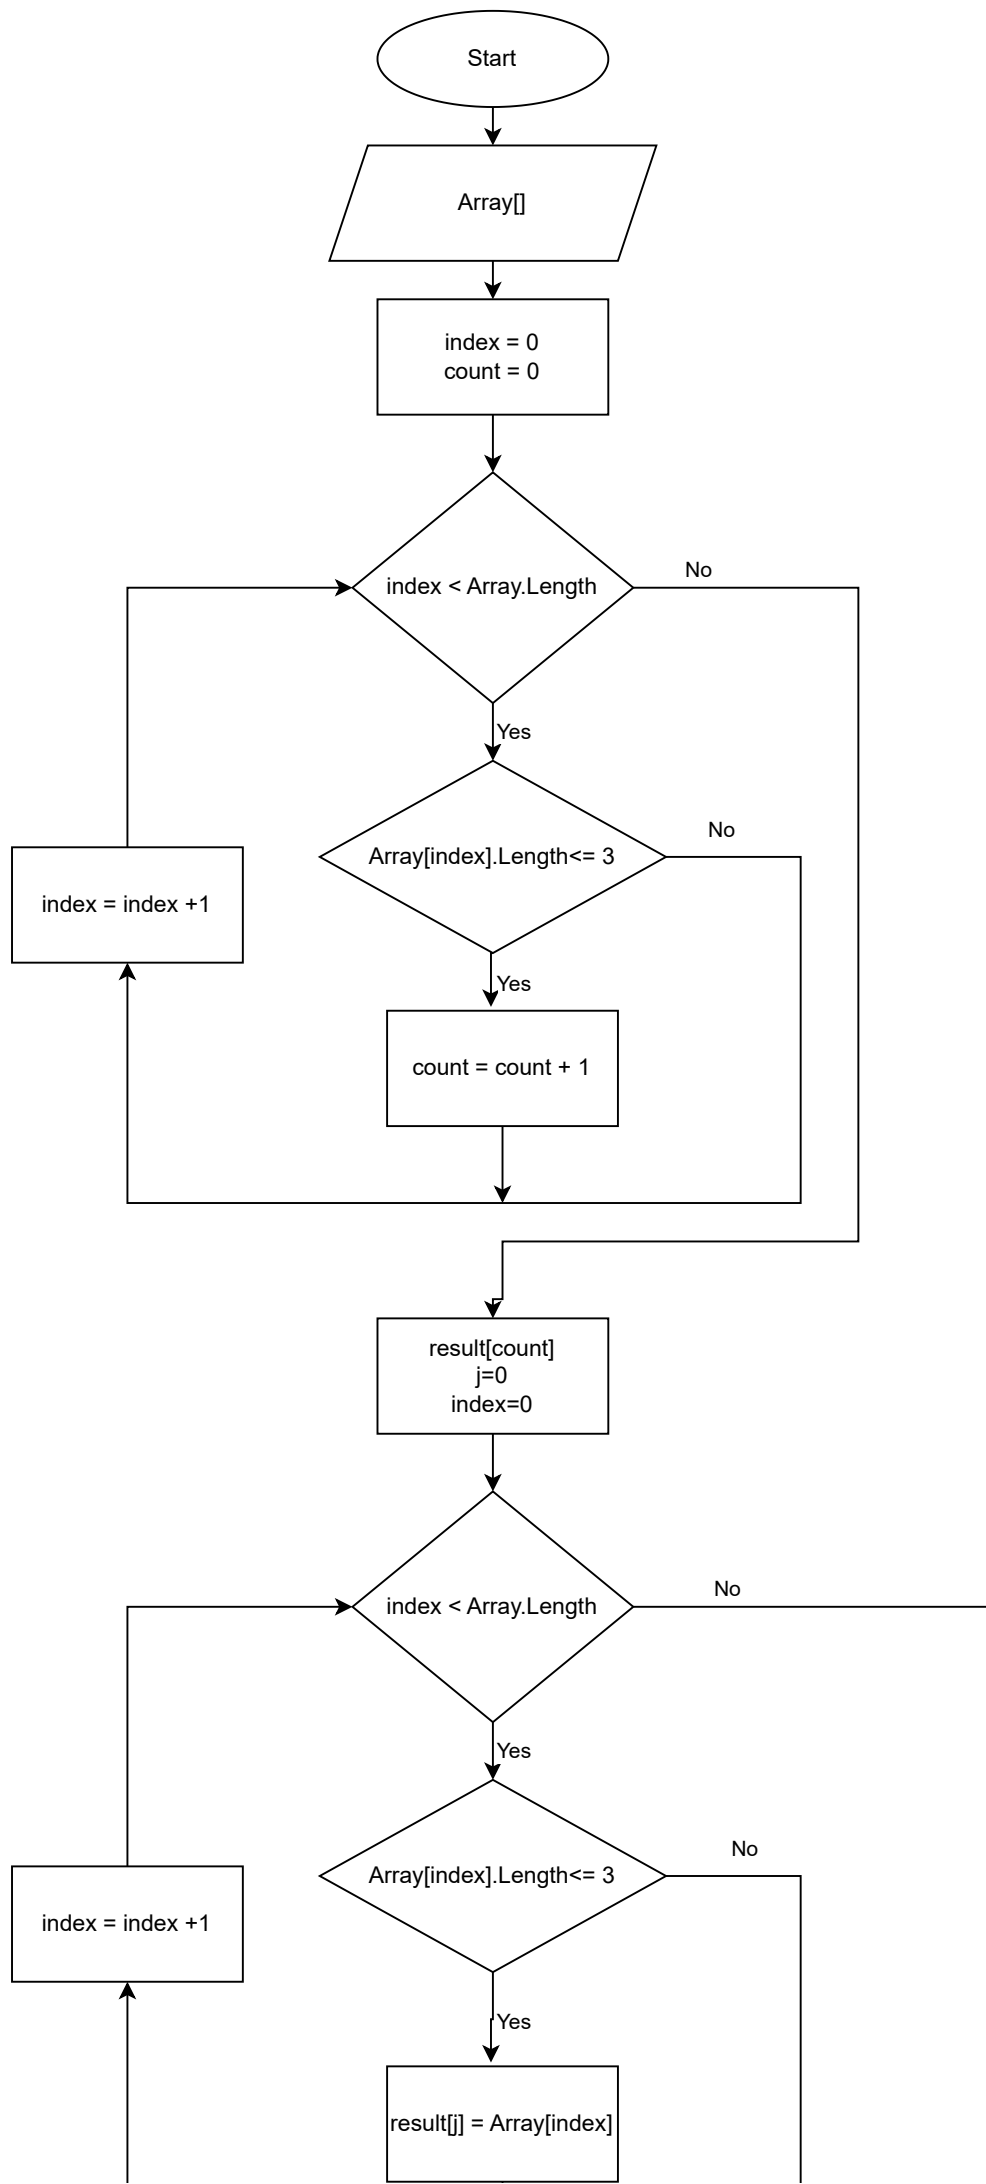 Start
Array[]
index = 0
count = 0
index < Array.Length
No
Yes
Array[index].Length<= 3
No
index = index +1
Yes
count = count + 1
result[count]
j=0
index=0
index < Array.Length
No
Yes
Array[index].Length<= 3
No
index = index +1
Yes
result[j] = Array[index]